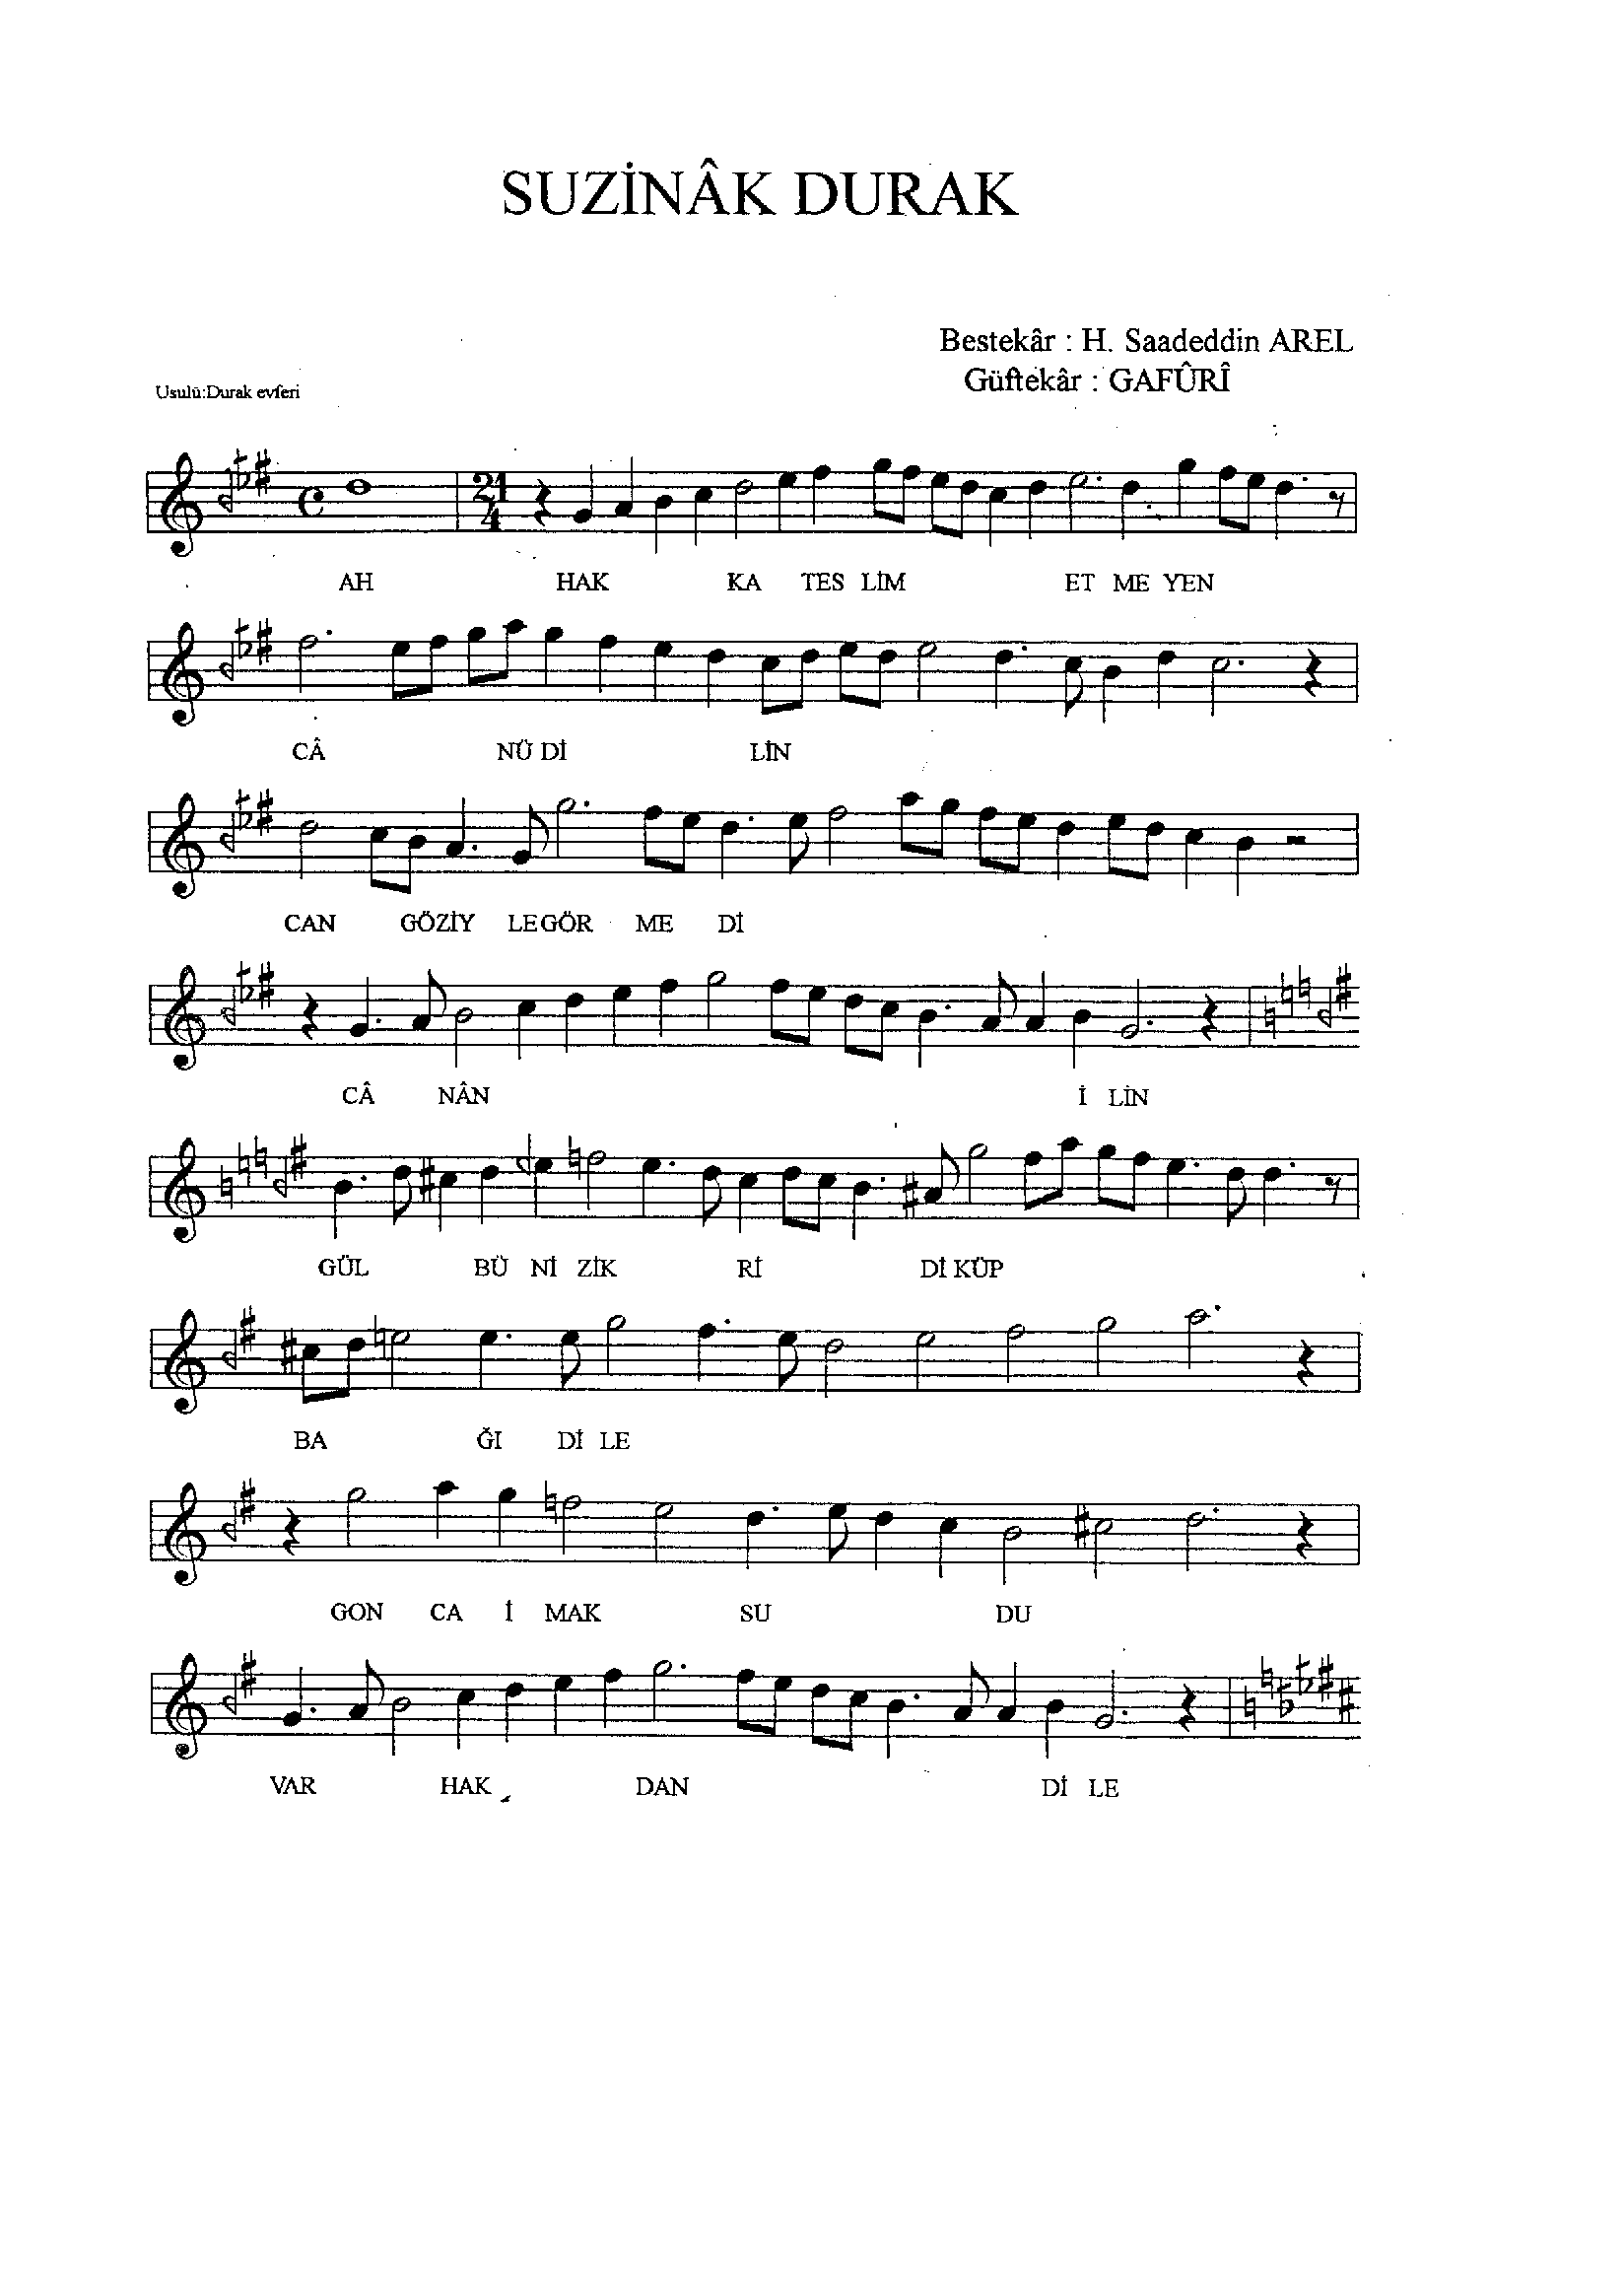 SUZİNÂK DURAK
Bestekâr : H. Saadeddin AREL
Güftekâr : GAFÛRÎ
Usulü:Durak evferi
21
4
AH HAK KA TES LİM ET ME YEN
CÂ NÜ Dİ LİN
CAN GÖZİY LE GÖR ME Dİ
CÂ NÂN İ LİN
GÜL BÜ Nİ ZİK Rİ Dİ KÜP
BA ĞI Dİ LE
GON CA İ MAK SU DU
VAR HAK DAN Dİ LE